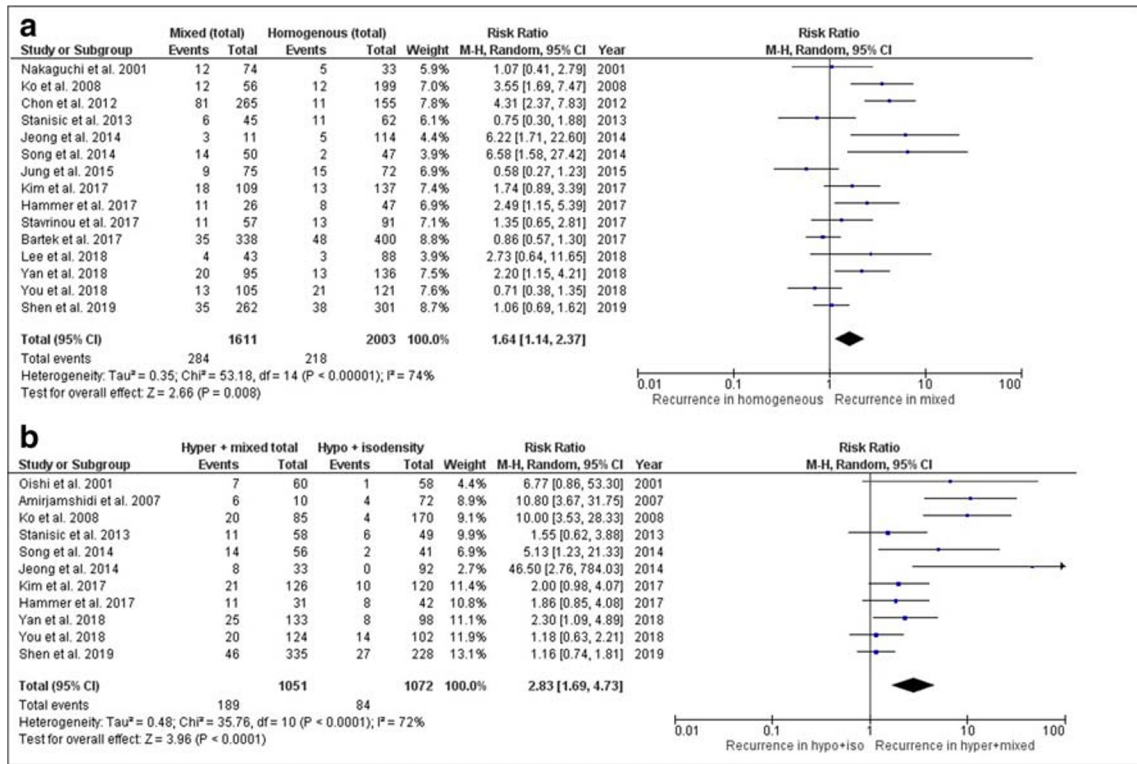 a
Mixed (total) Homogenous (total) Risk Ratio Risk Ratio
Study or Subgroup Events Total Events Total Weight M-H, Random, 95% CI Year M-H, Random, 95% CI
Nakaguchi et al. 2001 12 74 5 33 5.9% 1.07 [0.41, 2.79] 2001
Ko et al. 2008 12 56 12 199 7.0% 3.55 [1.69, 7.47] 2008
Chon et al. 2012 81 265 11 155 7.8% 4.31 [2.37, 7.83] 2012
Stanisic et al. 2013 6 45 11 62 6.1% 0.75 [0.30, 1.88] 2013
Jeong et al. 2014 3 11 5 114 4.4% 6.22 [1.71, 22.60] 2014
Song et al. 2014 14 50 2 47 3.9% 6.58 [1.58, 27.42] 2014
Jung et al. 2015 9 75 15 72 6.9% 0.58 [0.27, 1.23] 2015
Kim et al. 2017 18 109 13 137 7.4% 1.74 [0.89, 3.39] 2017
Hammer et al. 2017 11 26 8 47 6.8% 2.49 [1.15, 5.39] 2017
Stavrinou et al. 2017 11 57 13 91 7.1% 1.35 [0.65, 2.81] 2017
Bartek et al. 2017 35 338 48 400 8.8% 0.86 [0.57, 1.30] 2017
Lee et al. 2018 4 43 3 88 3.9% 2.73 [0.64, 11.65] 2018
Yan et al. 2018 20 95 13 136 7.5% 2.20 [1.15, 4.21] 2018
You et al. 2018 13 105 21 121 7.6% 0.71 [0.38, 1.35] 2018
Shen et al. 2019 35 262 38 301 8.7% 1.06 [0.69, 1.62] 2019
Total (95% CI) 1611 2003 100.0% 1.64 [1.14, 2.37]
Total events 284 218
Heterogeneity: Tau² = 0.35; Chi² = 53.18, df = 14 (P < 0.00001); I² = 74%
Test for overall effect: Z = 2.66 (P = 0.008)
0.01 0.1 1 10 100
Recurrence in homogeneous Recurrence in mixed
b
Hyper + mixed total Hypo + isodensity Risk Ratio Risk Ratio
Study or Subgroup Events Total Events Total Weight M-H, Random, 95% CI Year M-H, Random, 95% CI
Oishi et al. 2001 7 60 1 58 4.4% 6.77 [0.86, 53.30] 2001
Amirjamshidi et al. 2007 6 10 4 72 8.9% 10.80 [3.67, 31.75] 2007
Ko et al. 2008 20 85 4 170 9.1% 10.00 [3.53, 28.33] 2008
Stanisic et al. 2013 11 58 6 49 9.9% 1.55 [0.62, 3.88] 2013
Song et al. 2014 14 56 2 41 6.9% 5.13 [1.23, 21.33] 2014
Jeong et al. 2014 8 33 0 92 2.7% 46.50 [2.76, 784.03] 2014
Kim et al. 2017 21 126 10 120 11.4% 2.00 [0.98, 4.07] 2017
Hammer et al. 2017 11 31 8 42 10.8% 1.86 [0.85, 4.08] 2017
Yan et al. 2018 25 133 8 98 11.1% 2.30 [1.09, 4.89] 2018
You et al. 2018 20 124 14 102 11.9% 1.18 [0.63, 2.21] 2018
Shen et al. 2019 46 335 27 228 13.1% 1.16 [0.74, 1.81] 2019
Total (95% CI) 1051 1072 100.0% 2.83 [1.69, 4.73]
Total events 189 84
Heterogeneity: Tau² = 0.48; Chi² = 35.76, df = 10 (P < 0.0001); I² = 72%
Test for overall effect: Z = 3.96 (P < 0.0001)
0.01 0.1 1 10 100
Recurrence in hypo+iso Recurrence in hyper+mixed